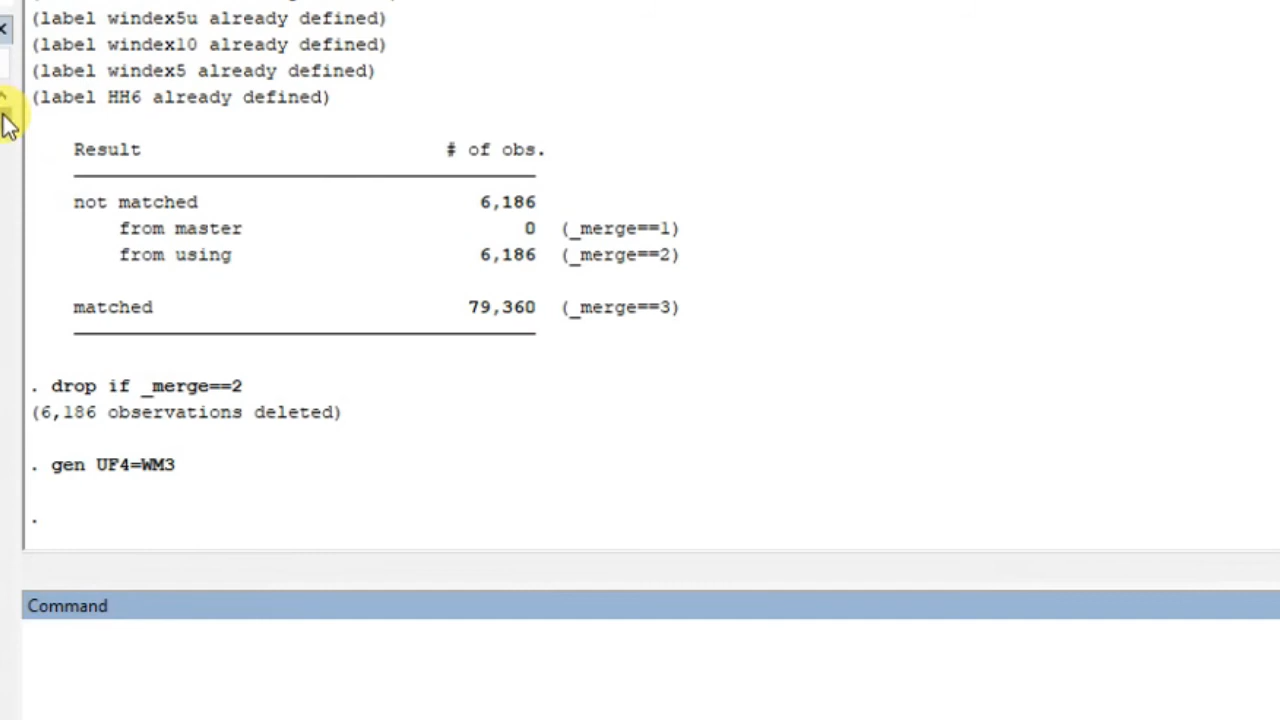 (label windex5u already defined)
(label windex10 already defined)
(label windex5 already defined)
(label HH6 already defined)
Result # of obs.
not matched 6,186
from master 0 (_merge==1)
from using 6,186 (_merge==2)
matched 79,360 (_merge==3)
. drop if _merge==2
(6,186 observations deleted)
. gen UF4=WM3
.
Command